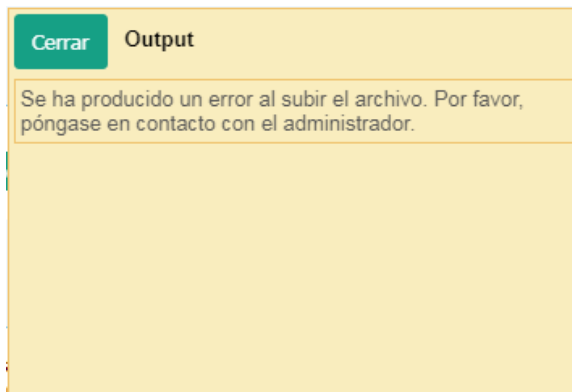 Cerrar Output
Se ha producido un error al subir el archivo. Por favor,
póngase en contacto con el administrador.